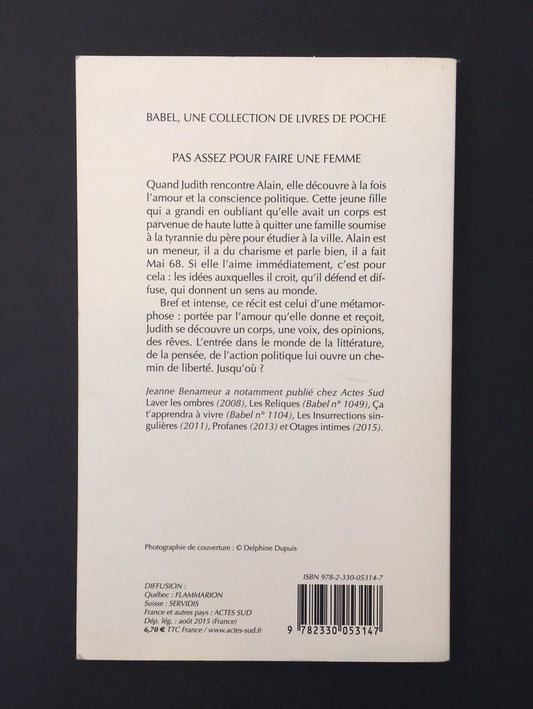 BABEL, UNE COLLECTION DE LIVRES DE POCHE
PAS ASSEZ POUR FAIRE UNE FEMME
Quand Judith rencontre Alain, elle découvre à la fois
l'amour et la conscience politique. Cette jeune fille
qui a grandi en oubliant qu'elle avait un corps est
parvenue de haute lutte à quitter une famille soumise
à la tyrannie du père pour étudier à la ville. Alain est
un meneur, il a du charisme et parle bien, il a fait
Mai 68. Si elle l'aime immédiatement, c'est pour
cela : les idées auxquelles il croit, qu'il défend et dif-
fuse, qui donnent un sens au monde.
Bref et intense, ce récit est celui d'une métamor-
phose : portée par l'amour qu'elle donne et reçoit,
Judith se découvre un corps, une voix, des opinions,
des rêves. L'entrée dans le monde de la littérature,
de la pensée, de l'action politique lui ouvre un che-
min de liberté. Jusqu'où ?
Jeanne Benameur a notamment publié chez Actes Sud
Laver les ombres (2008), Les Reliques (Babel n° 1049), Ça
t'apprendra à vivre (Babel n° 1104), Les Insurrections sin-
gulières (2011), Profanes (2013) et Otages intimes (2015).
Photographie de couverture : © Delphine Dupuis
ISBN 978-2-330-05314-7
DIFFUSION :
Québec : FLAMMARION
Suisse : SERVIDIS
France et autres pays : ACTES SUD
Dép. lég. : août 2015 (France)
6,70 € TTC France / www.actes-sud.fr
9 782330 053147